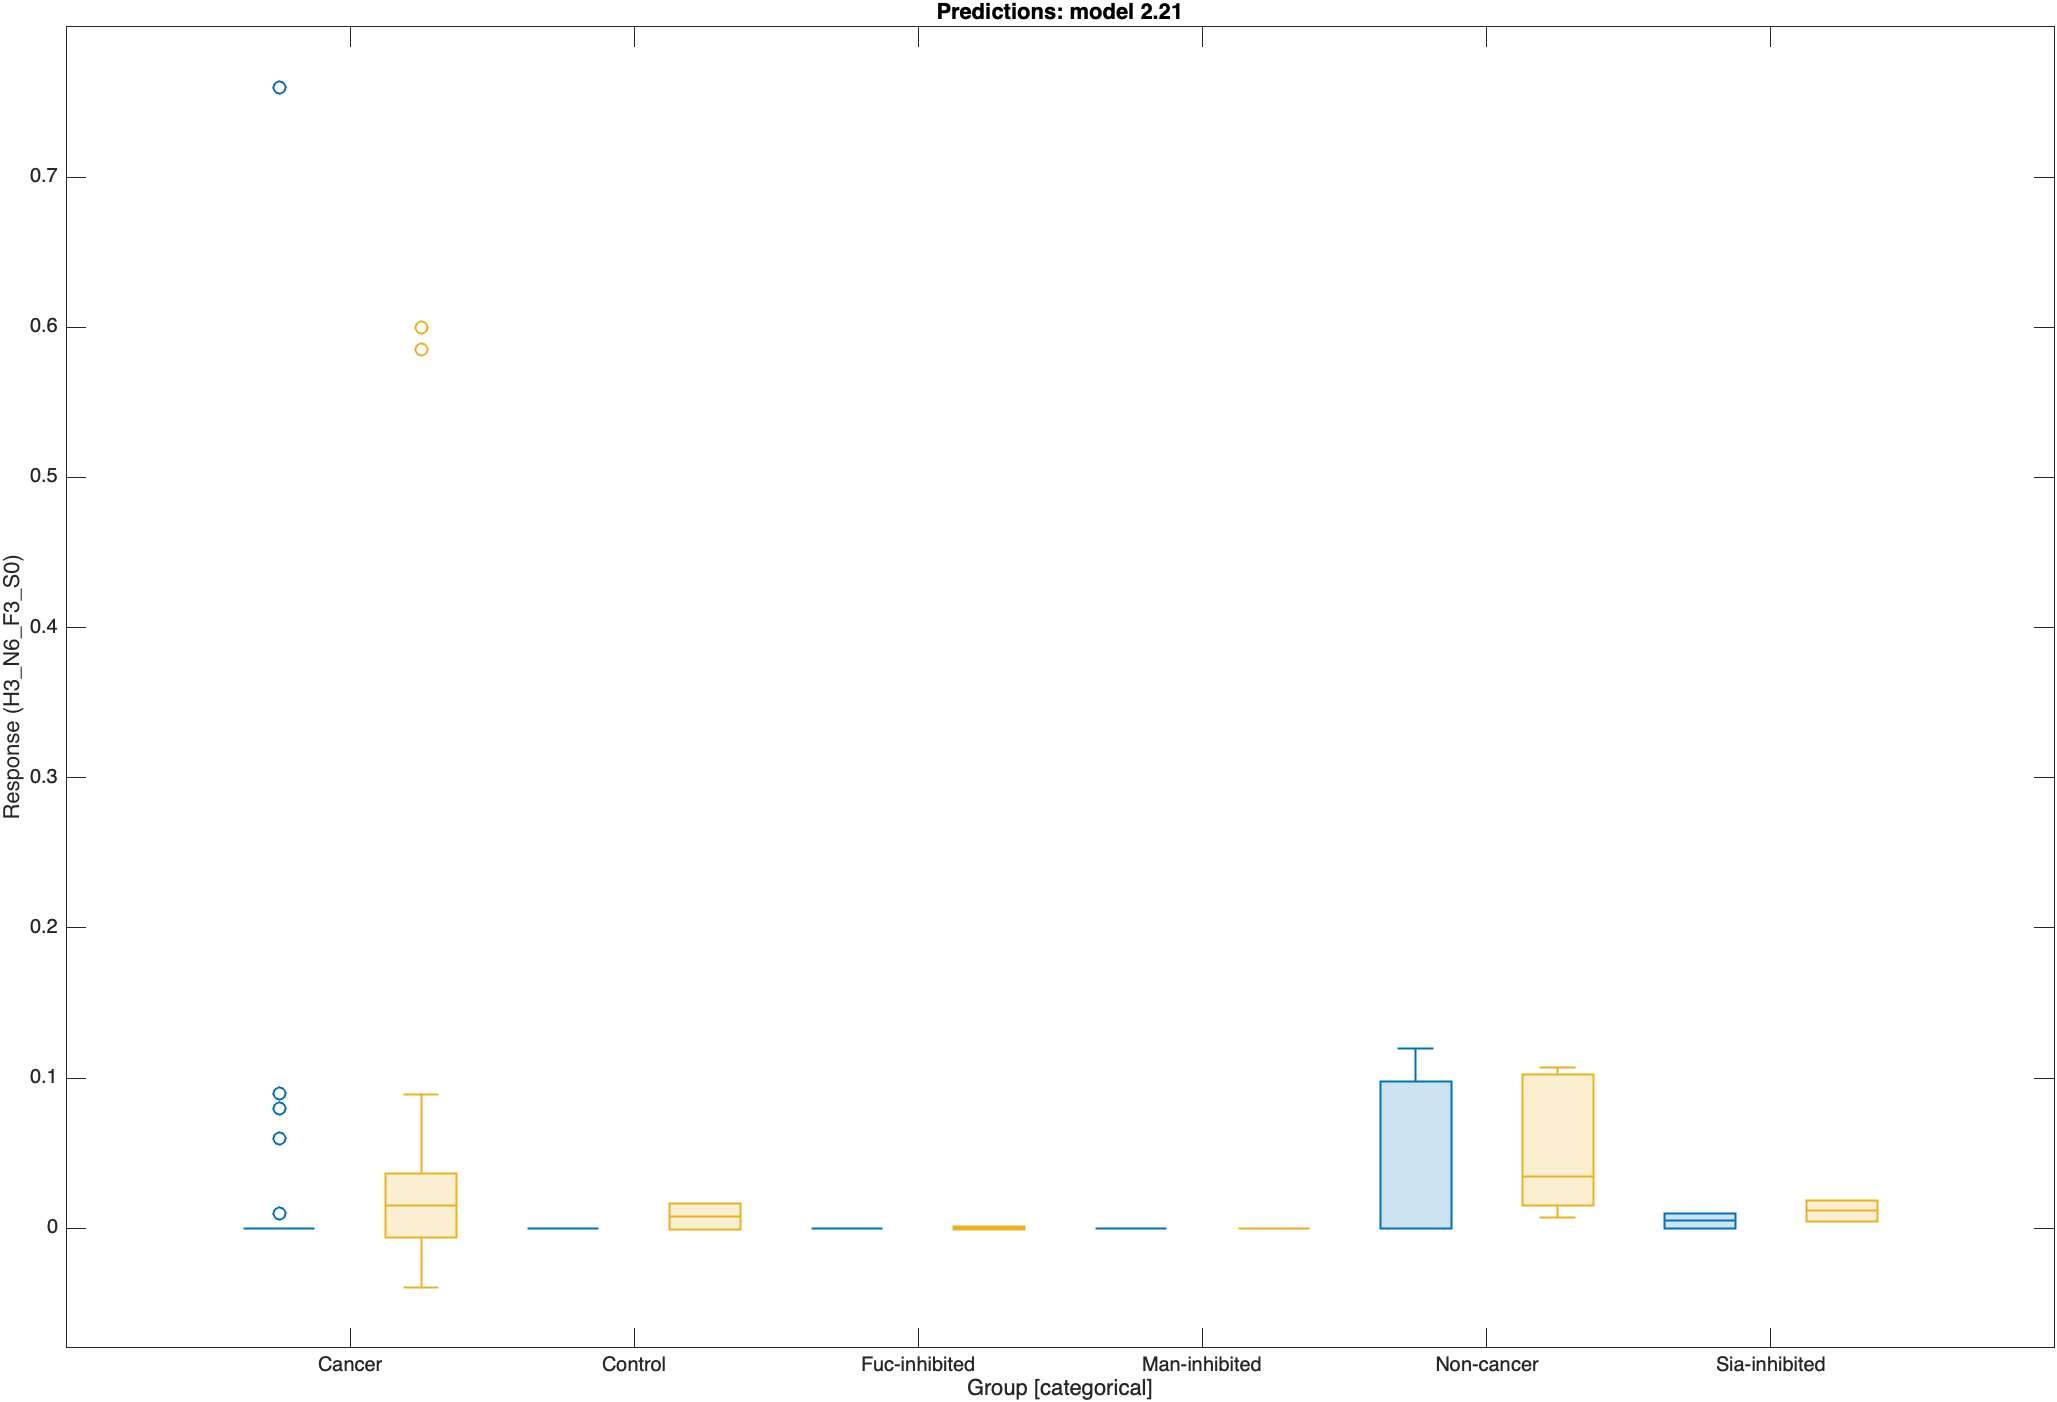 Predictions: model 2.21
Response (H3_N6_F3_S0)
0.7
0.6
0.5
0.4
0.3
0.2
0.1
0
Cancer Control Fuc-inhibited Man-inhibited Non-cancer Sia-inhibited
Group [categorical]